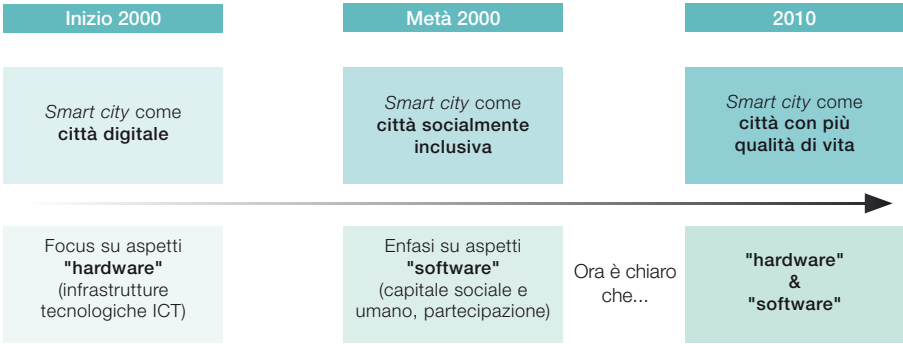 Inizio 2000
Metà 2000
2010
Smart city come
città digitale
Smart city come
città socialmente
inclusiva
Smart city come
città con più
qualità di vita
Focus su aspetti
"hardware"
(infrastrutture
tecnologiche ICT)
Enfasi su aspetti
"software"
(capitale sociale e
umano, partecipazione)
Ora è chiaro
che...
"hardware"
&
"software"